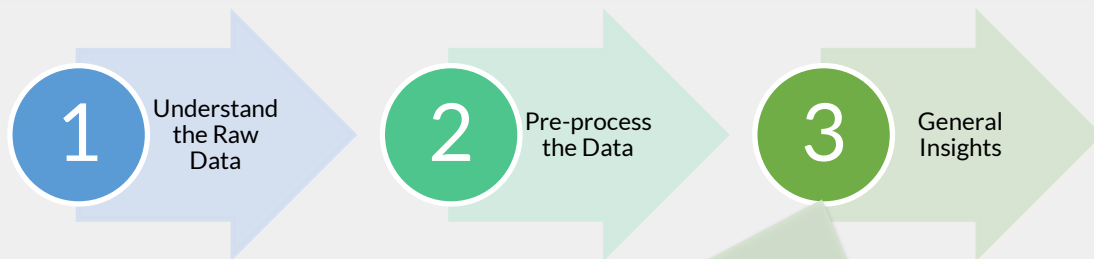 1
Understand
the Raw
Data
2
Pre-process
the Data
3
General
Insights